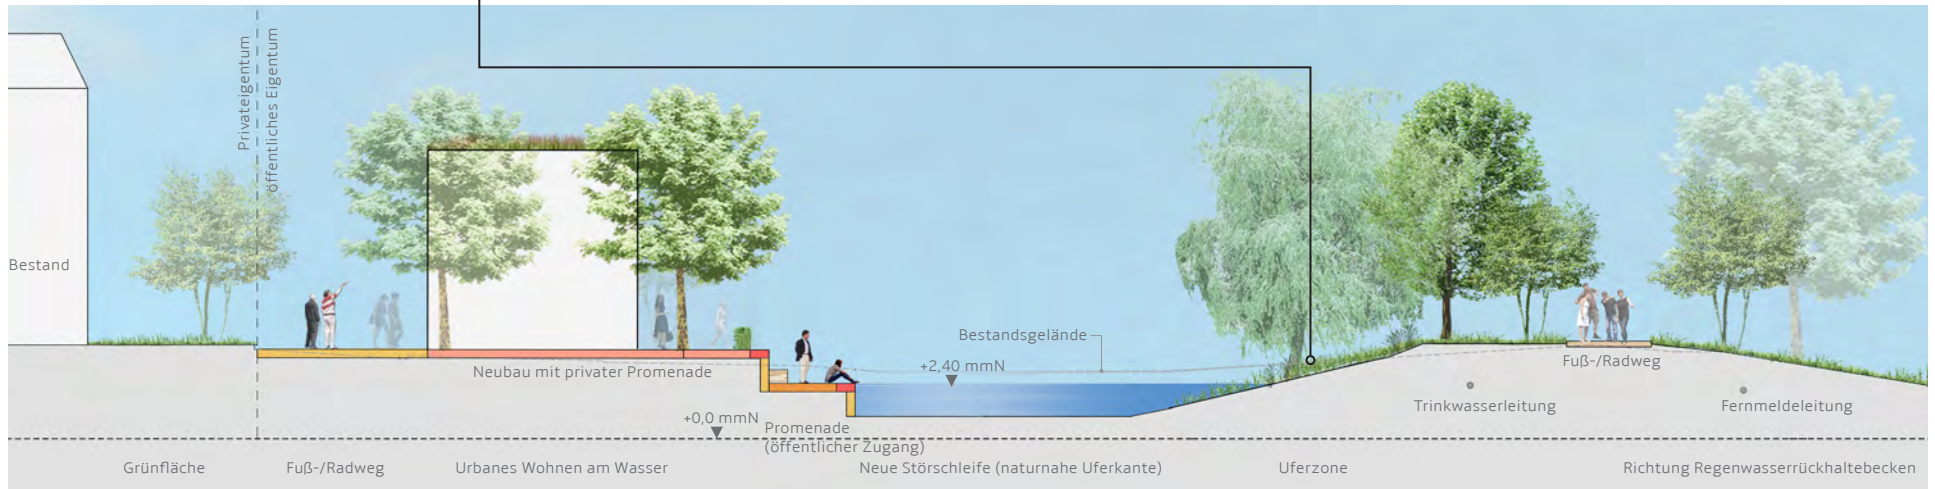 Privateigentum
öffentliches Eigentum
Bestand
Bestandsgelände
+2,40 mmN
Neubau mit privater Promenade
Fuß-/Radweg
Trinkwasserleitung
Fernmeldeleitung
+0,0 mmN
Promenade
(öffentlicher Zugang)
Grünfläche
Fuß-/Radweg
Urbanes Wohnen am Wasser
Neue Störschleife (naturnahe Uferkante)
Uferzone
Richtung Regenwasserrückhaltebecken